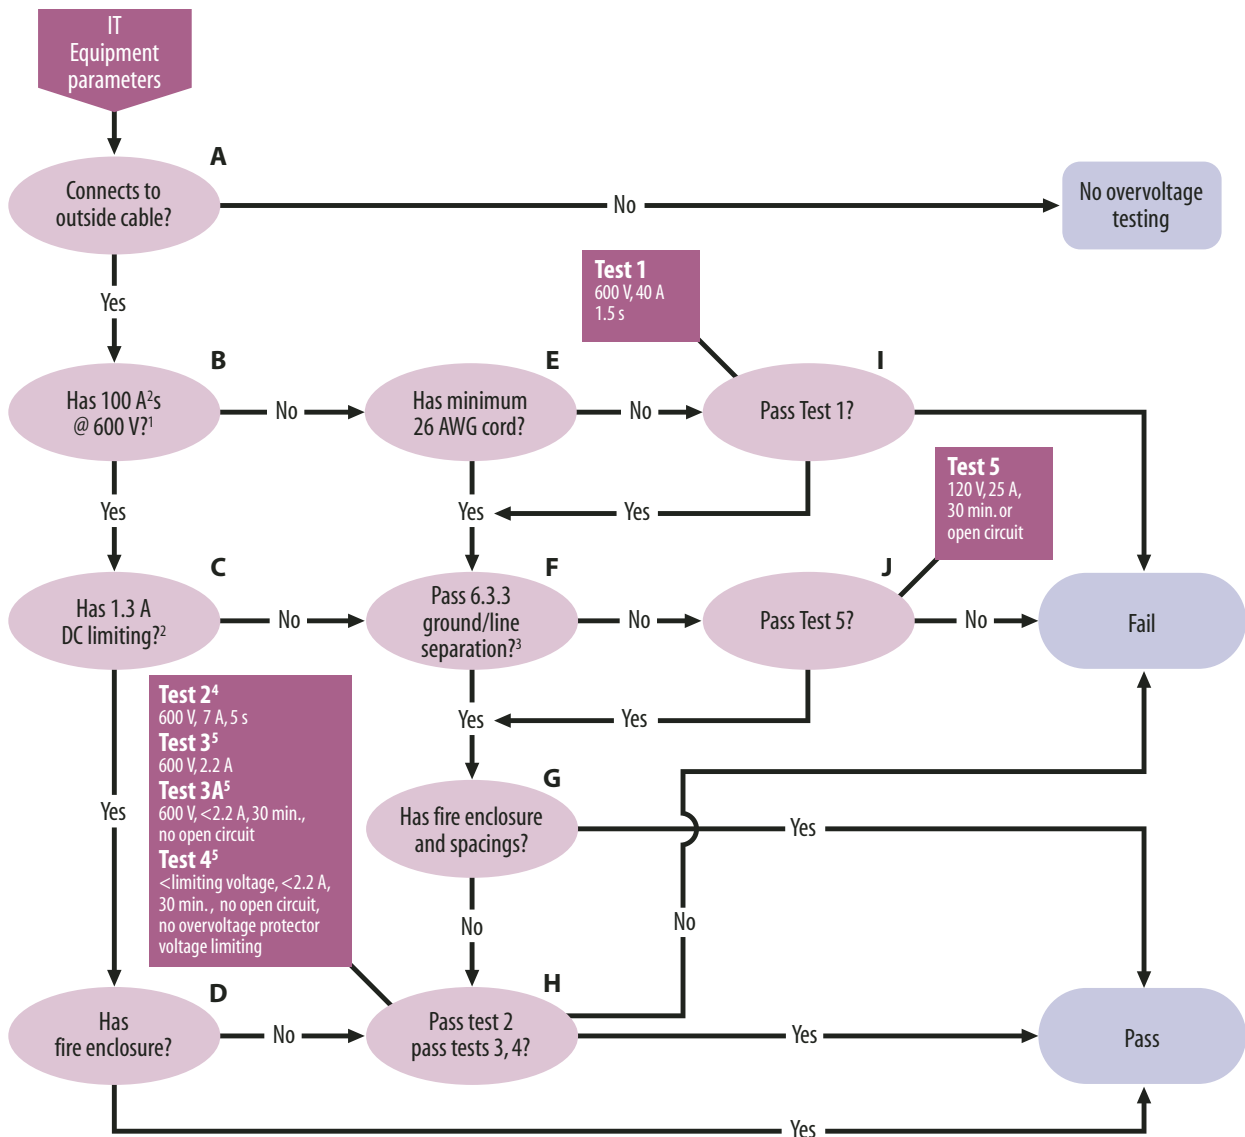 IT
Equipment
parameters
A
Connects to
outside cable?
No
No overvoltage
testing
Yes
Test 1
600 V, 40 A
1.5 s
B
Has 100 A²s
@ 600 V?¹
No
E
Has minimum
26 AWG cord?
No
I
Pass Test 1?
Yes
Yes
Yes
Test 5
120 V, 25 A,
30 min. or
open circuit
C
Has 1.3 A
DC limiting?²
No
F
Pass 6.3.3
ground/line
separation?³
No
J
Pass Test 5?
No
Fail
Test 2⁴
600 V, 7 A, 5 s
Test 3⁵
600 V, 2.2 A
Test 3A⁵
600 V, <2.2 A, 30 min.,
no open circuit
Test 4⁵
<limiting voltage, <2.2 A,
30 min., no open circuit,
no overvoltage protector
voltage limiting
Yes
Yes
Yes
G
Has fire enclosure
and spacings?
Yes
No
No
D
Has
fire enclosure?
No
H
Pass test 2
pass tests 3, 4?
Yes
Pass
Yes